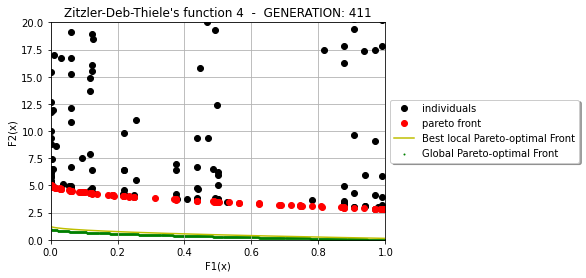 Zitzler-Deb-Thiele's function 4  -  GENERATION: 411
20.0
17.5
15.0
12.5
10.0
7.5
5.0
2.5
0.0
F2(x)
0.0 0.2 0.4 0.6 0.8 1.0
F1(x)
individuals
pareto front
Best local Pareto-optimal Front
Global Pareto-optimal Front